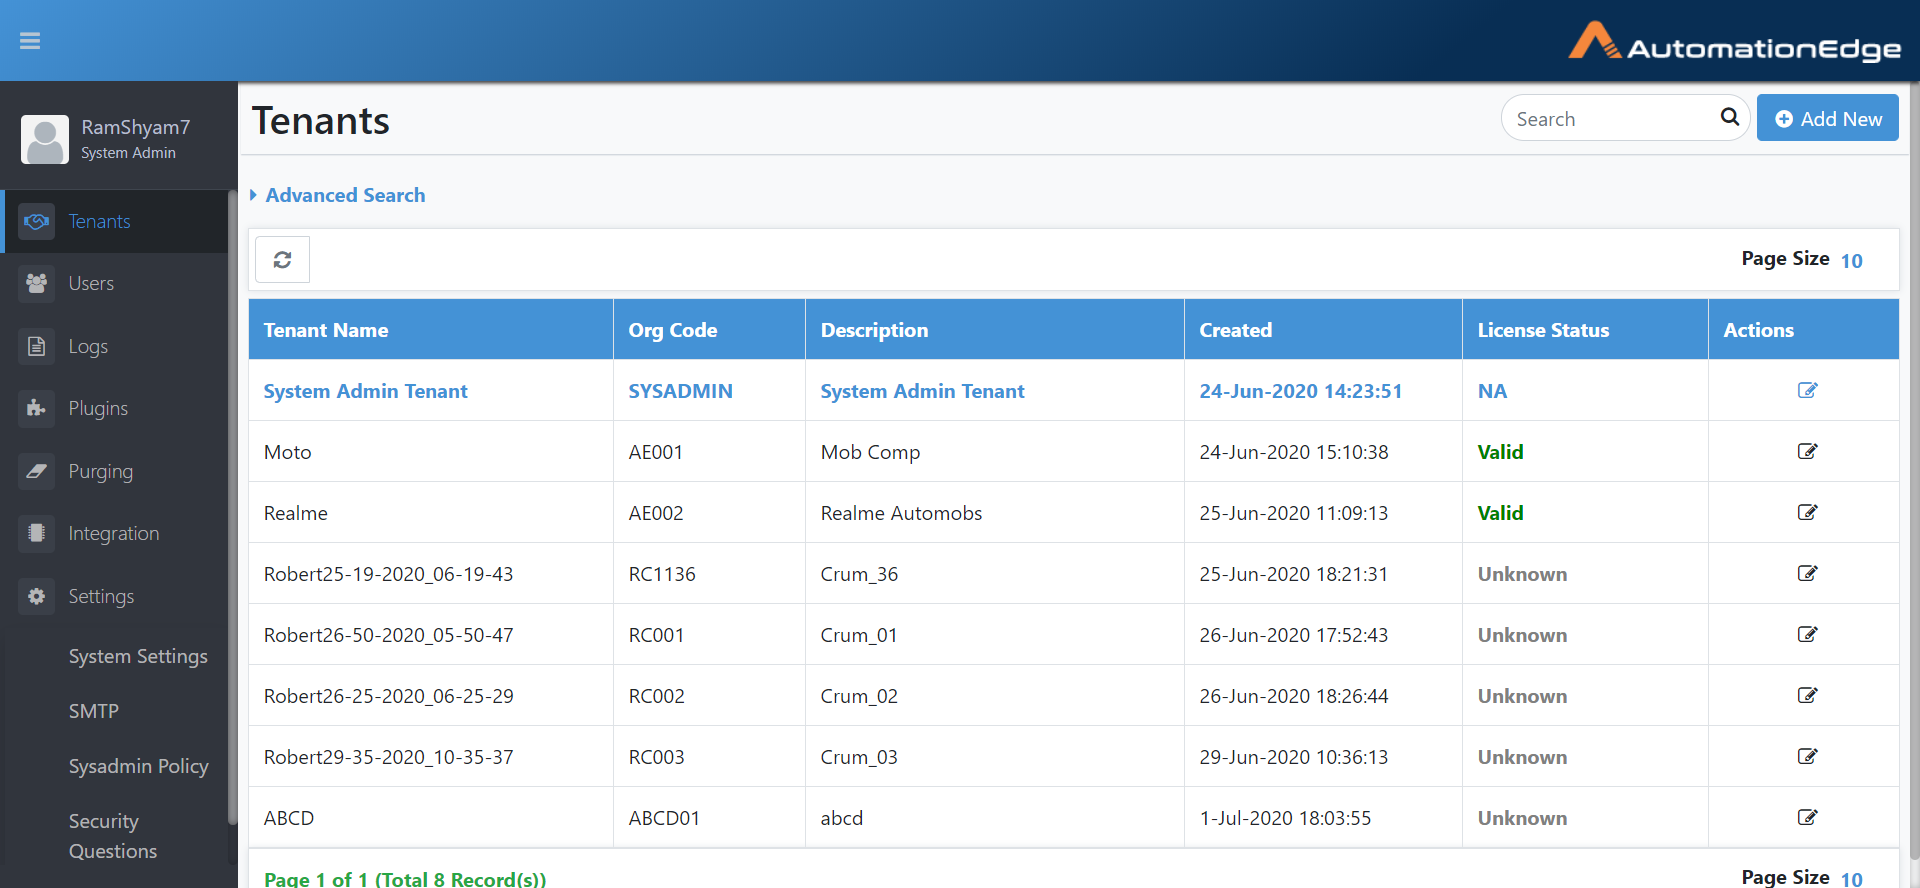 AutomationEdge
RamShyam7
System Admin
Tenants
Users
Logs
Plugins
Purging
Integration
Settings
System Settings
SMTP
Sysadmin Policy
Security
Questions
Tenants
Search
Add New
Advanced Search
Page Size 10
Tenant Name Org Code Description Created License Status Actions
System Admin Tenant SYSADMIN System Admin Tenant 24-Jun-2020 14:23:51 NA
Moto AE001 Mob Comp 24-Jun-2020 15:10:38 Valid
Realme AE002 Realme Automobs 25-Jun-2020 11:09:13 Valid
Robert25-19-2020_06-19-43 RC1136 Crum_36 25-Jun-2020 18:21:31 Unknown
Robert26-50-2020_05-50-47 RC001 Crum_01 26-Jun-2020 17:52:43 Unknown
Robert26-25-2020_06-25-29 RC002 Crum_02 26-Jun-2020 18:26:44 Unknown
Robert29-35-2020_10-35-37 RC003 Crum_03 29-Jun-2020 10:36:13 Unknown
ABCD ABCD01 abcd 1-Jul-2020 18:03:55 Unknown
Page 1 of 1 (Total 8 Record(s)) Page Size 10